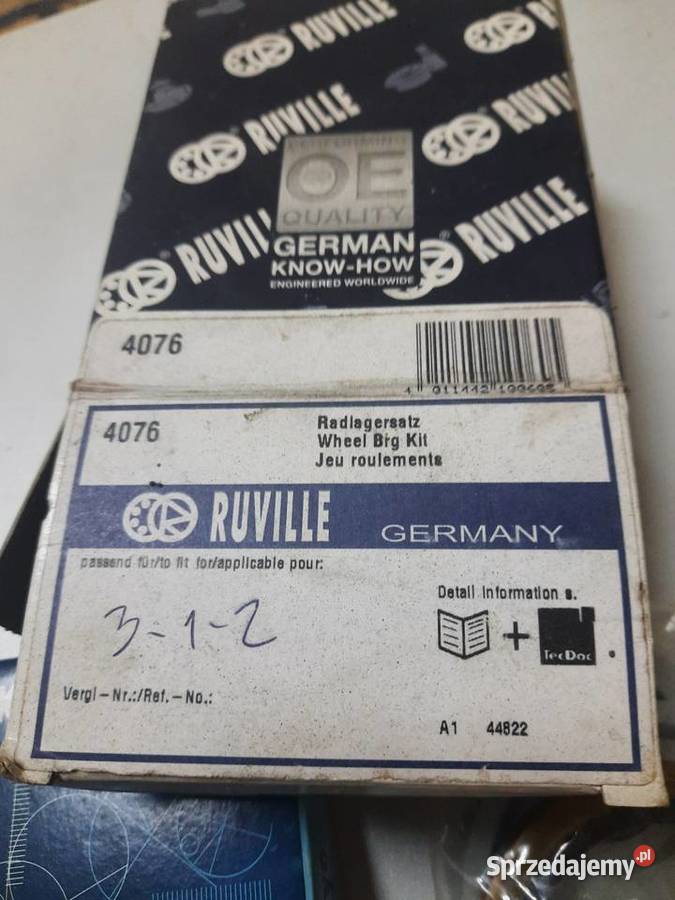 RUVILLE
RUVILLE
RUVILLE
PERFORMING
OE
QUALITY
GERMAN
KNOW-HOW
ENGINEERED WORLDWIDE
RUVILLE
4076
4076
Radlagersatz
Wheel Brg Kit
Jeu roulements
RUVILLE GERMANY
passend für/to fit for/applicable pour:
Detail Information s.
3-1-2
+ TecDoc .
Vergl-Nr.:/Ref.-No.:
A1 44822
Sprzedajemy.pl